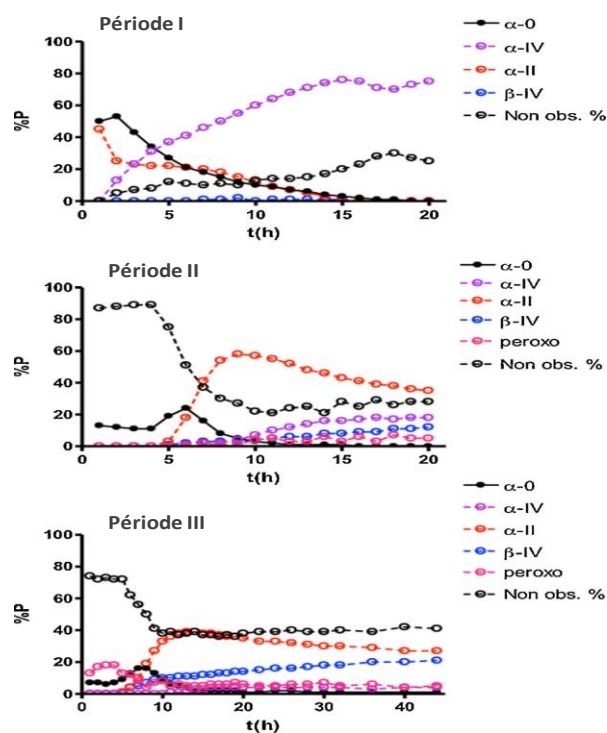 Période I
α-0
α-IV
α-II
β-IV
Non obs. %
100
80
60
40
20
0
%P
0 5 10 15 20
t(h)
Période II
α-0
α-IV
α-II
β-IV
peroxo
Non obs. %
100
80
60
40
20
0
%P
0 5 10 15 20
t(h)
Période III
α-0
α-IV
α-II
β-IV
peroxo
Non obs. %
100
80
60
40
20
0
%P
0 10 20 30 40
t(h)